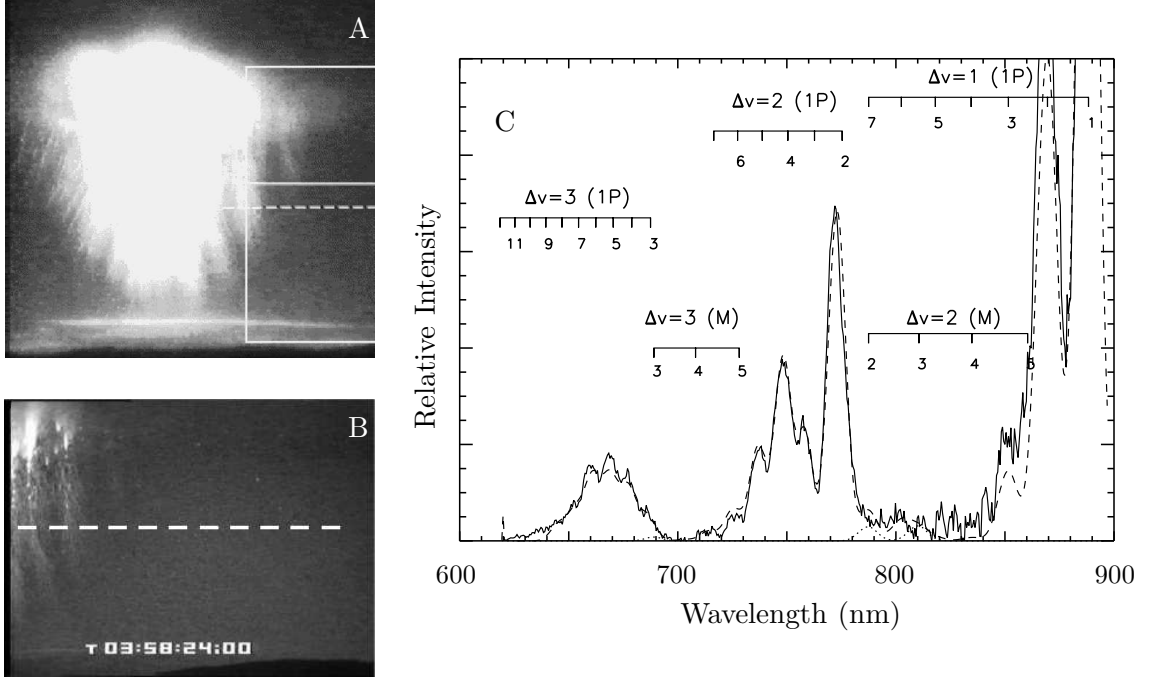 A
B
T 03:58:24:00
C
Δv=1 (1P)
7 5 3 1
Δv=2 (1P)
6 4 2
Δv=3 (1P)
11 9 7 5 3
Δv=3 (M)
3 4 5
Δv=2 (M)
2 3 4 5
Relative Intensity
600 700 800 900
Wavelength (nm)